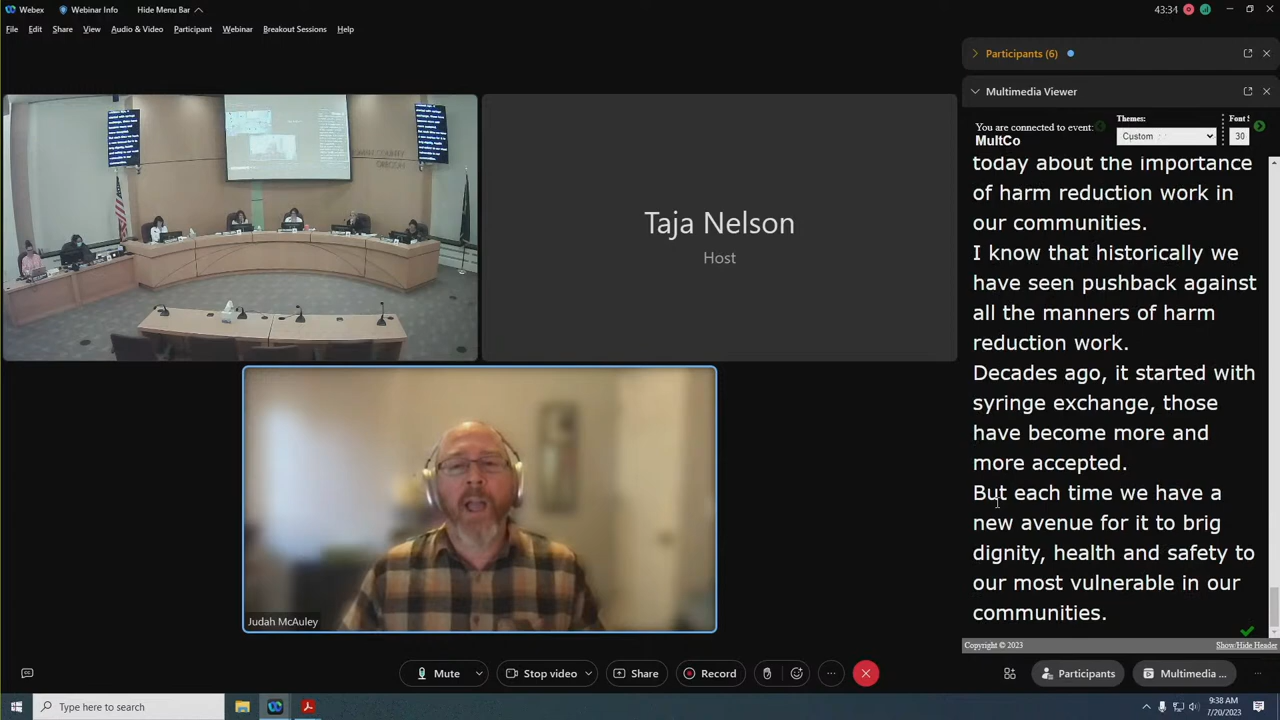 Webex
Webinar Info
Hide Menu Bar
43:34
File Edit Share View Audio & Video Participant Webinar Breakout Sessions Help
Participants (6)
Multimedia Viewer
You are connected to event:
MultCo
Themes:
Custom
Font
30
Taja Nelson
Host
today about the importance
of harm reduction work in
our communities.
I know that historically we
have seen pushback against
all the manners of harm
reduction work.
Decades ago, it started with
syringe exchange, those
have become more and
more accepted.
But each time we have a
new avenue for it to brig
dignity, health and safety to
our most vulnerable in our
communities.
Judah McAuley
Copyright © 2023
Show/Hide Header
Mute
Stop video
Share
Record
Participants
Multimedia ...
Type here to search
9:38 AM
7/20/2023